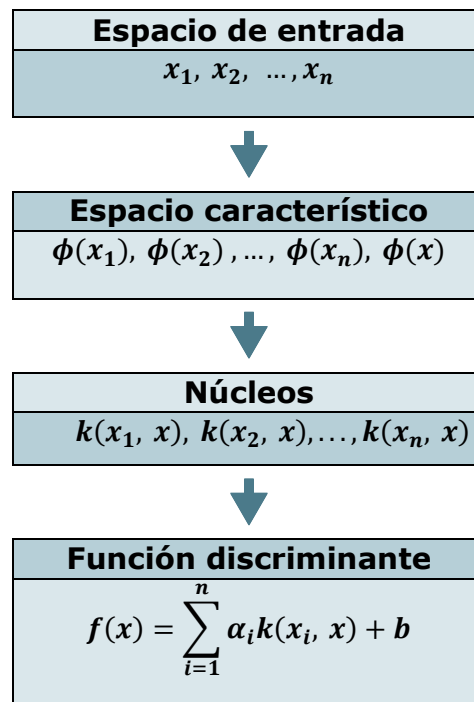 Espacio de entrada
x₁, x₂, …, xₙ
Espacio característico
ϕ(x₁), ϕ(x₂) ,…, ϕ(xₙ), ϕ(x)
Núcleos
k(x₁, x), k(x₂, x),…, k(xₙ, x)
Función discriminante
f(x) = ∑ᵢ₌₁ⁿ αᵢk(xᵢ, x) + b